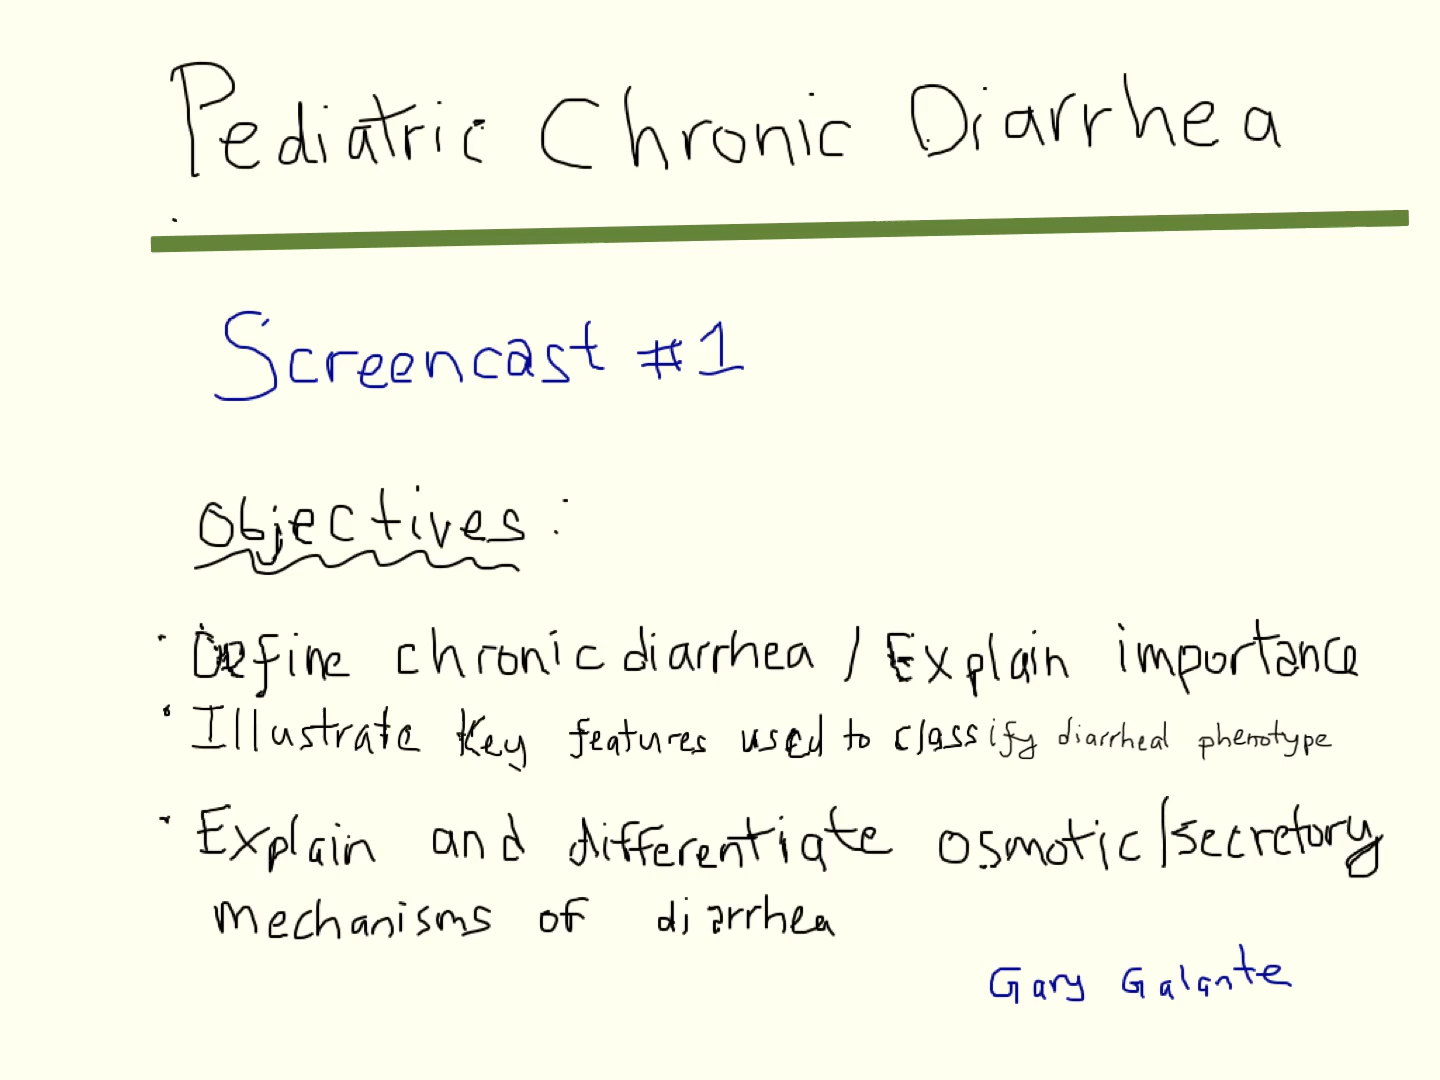 Pediatric Chronic Diarrhea
Screencast #1
Objectives:
· Define chronic diarrhea / Explain importance
· Illustrate Key features used to classify diarrheal phenotype
· Explain and differentiate osmotic/secretory
mechanisms of diarrhea
Gary Galante